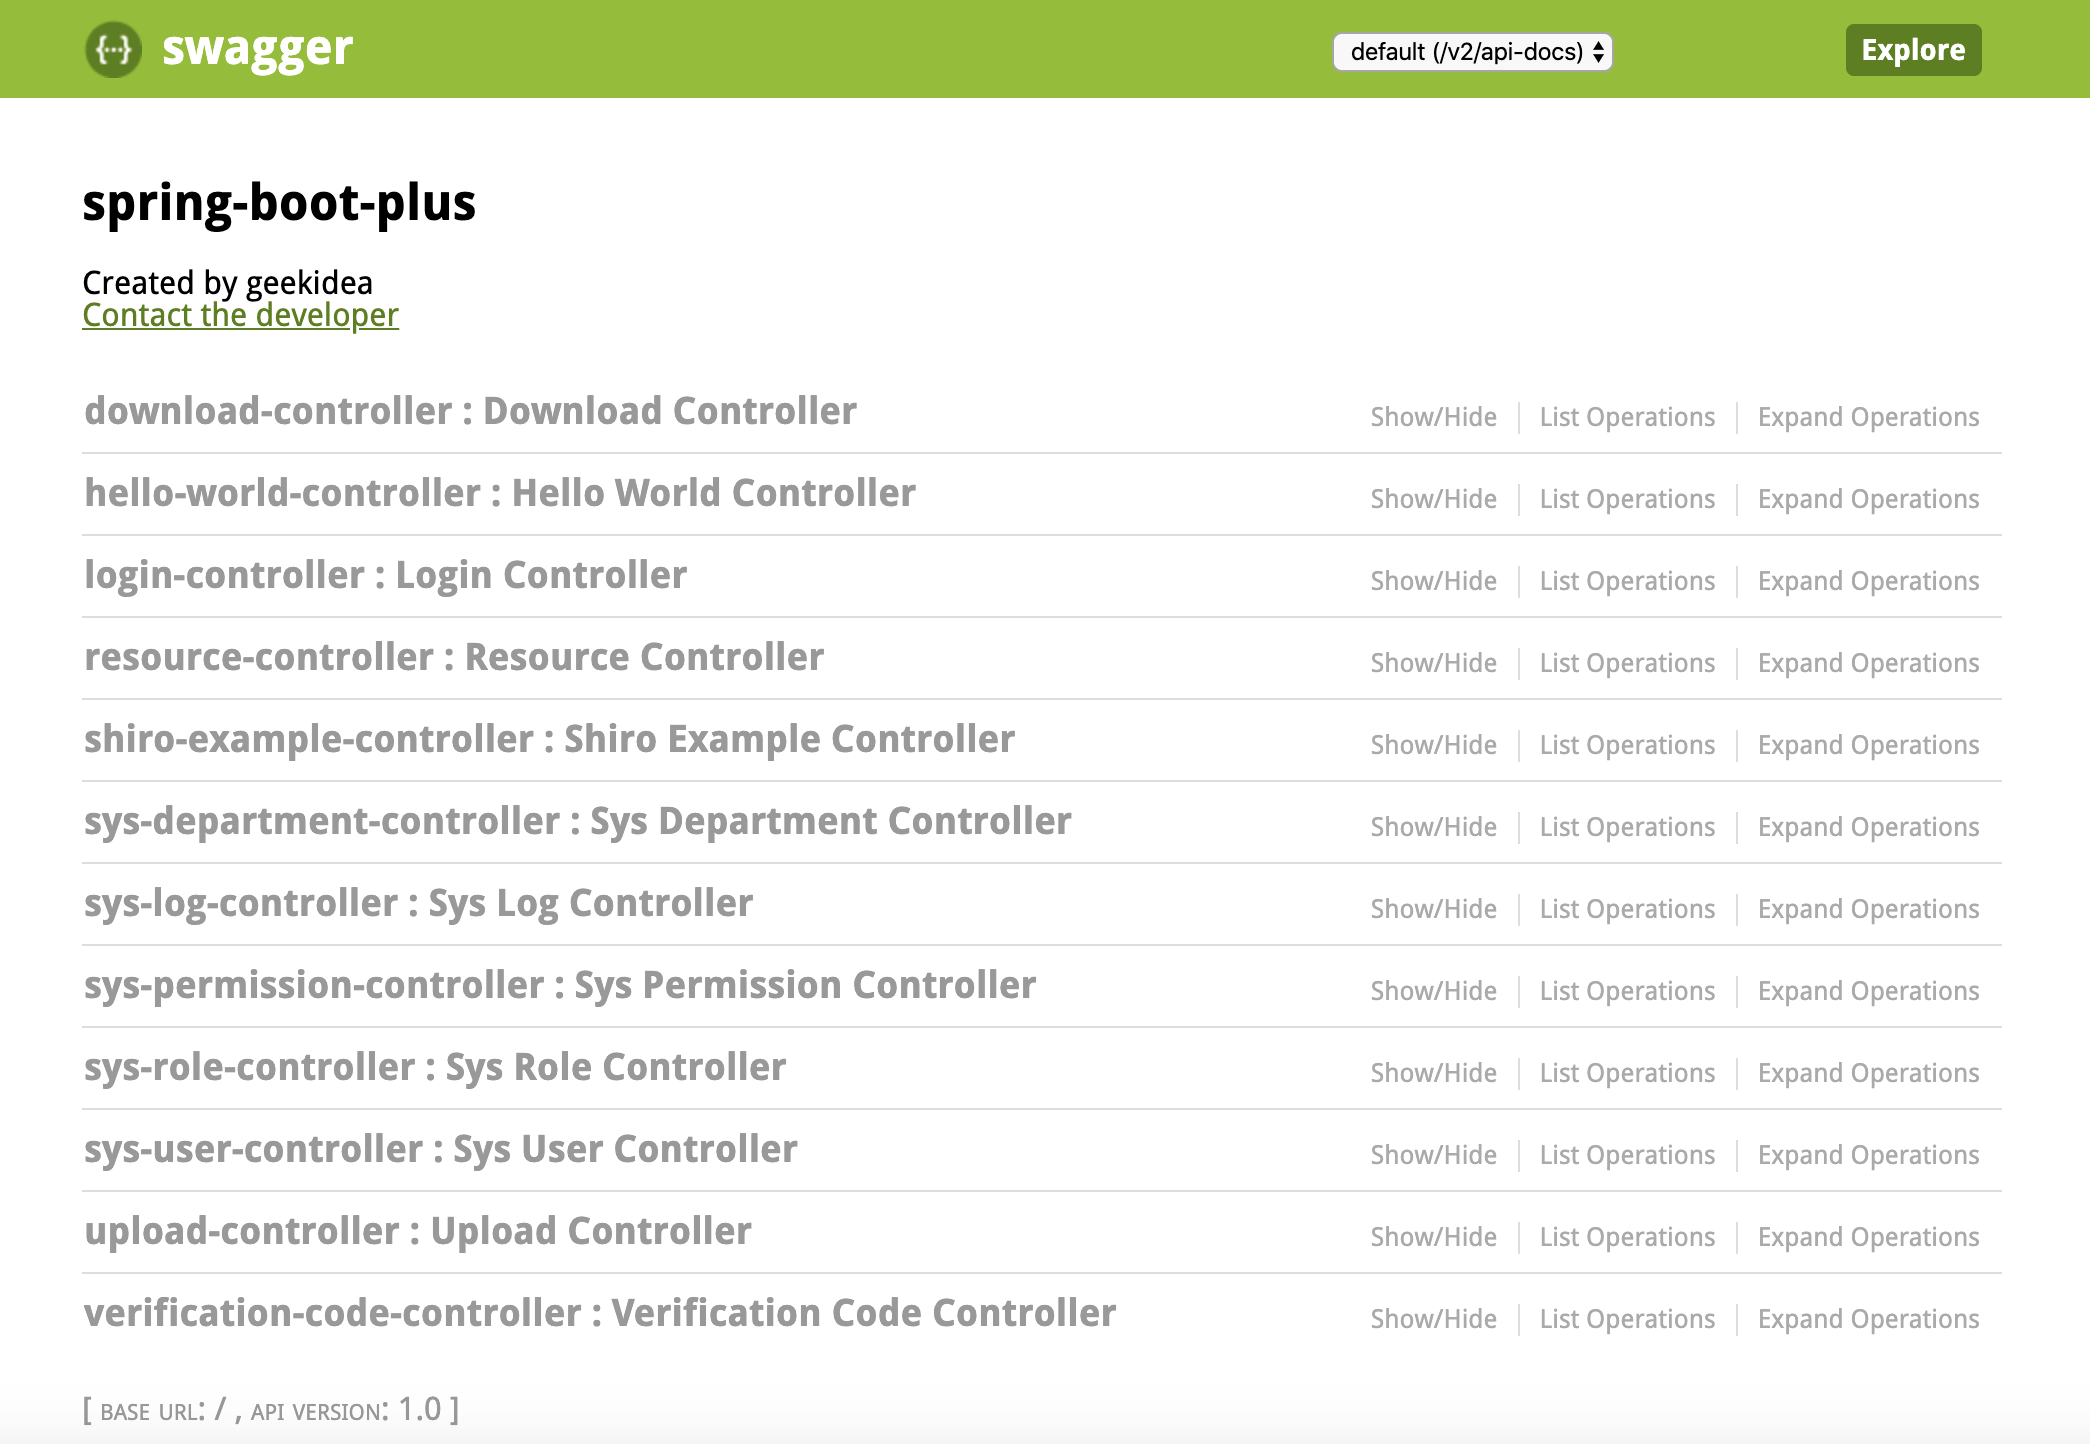 {···} swagger default (/v2/api-docs) Explore
spring-boot-plus
Created by geekidea
Contact the developer
download-controller : Download Controller Show/Hide List Operations Expand Operations
hello-world-controller : Hello World Controller Show/Hide List Operations Expand Operations
login-controller : Login Controller Show/Hide List Operations Expand Operations
resource-controller : Resource Controller Show/Hide List Operations Expand Operations
shiro-example-controller : Shiro Example Controller Show/Hide List Operations Expand Operations
sys-department-controller : Sys Department Controller Show/Hide List Operations Expand Operations
sys-log-controller : Sys Log Controller Show/Hide List Operations Expand Operations
sys-permission-controller : Sys Permission Controller Show/Hide List Operations Expand Operations
sys-role-controller : Sys Role Controller Show/Hide List Operations Expand Operations
sys-user-controller : Sys User Controller Show/Hide List Operations Expand Operations
upload-controller : Upload Controller Show/Hide List Operations Expand Operations
verification-code-controller : Verification Code Controller Show/Hide List Operations Expand Operations
[ BASE URL: / , API VERSION: 1.0 ]